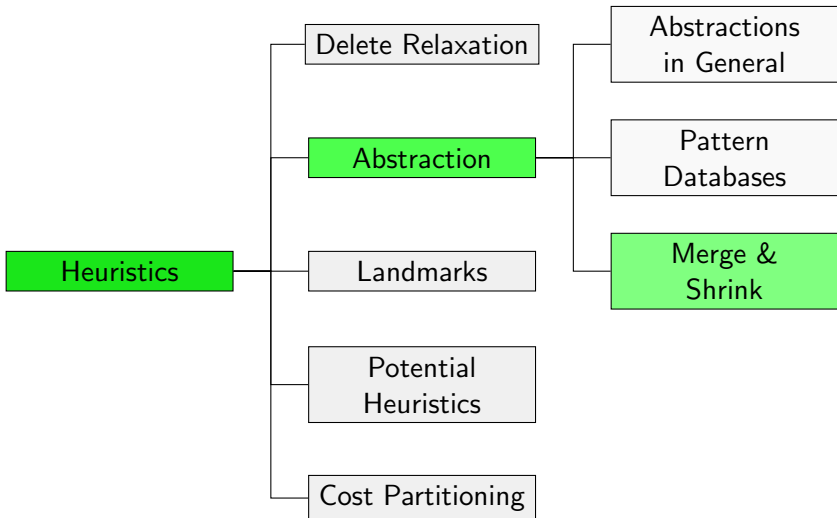 Heuristics
Delete Relaxation
Abstraction
Landmarks
Potential
Heuristics
Cost Partitioning
Abstractions
in General
Pattern
Databases
Merge &
Shrink